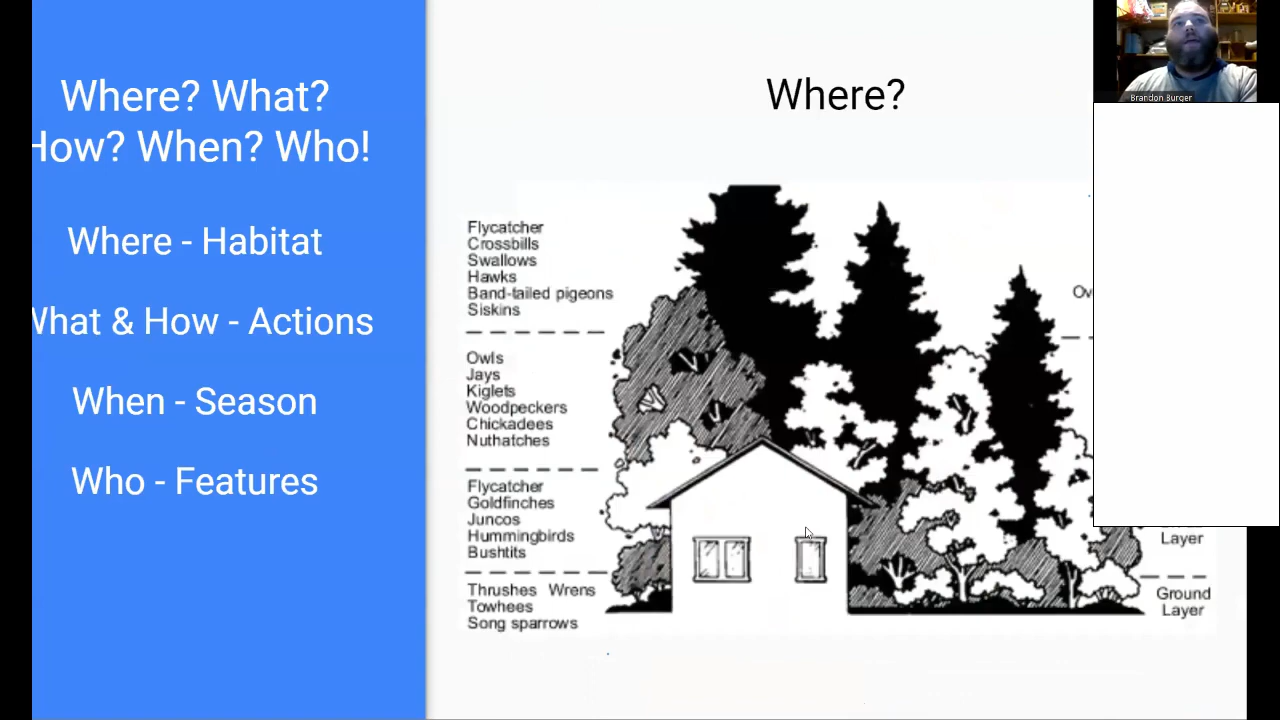 Where? What?
How? When? Who!
Where - Habitat
What & How - Actions
When - Season
Who - Features
Where?
Flycatcher
Crossbills
Swallows
Hawks
Band-tailed pigeons
Siskins
Owls
Jays
Kiglets
Woodpeckers
Chickadees
Nuthatches
Flycatcher
Goldfinches
Juncos
Hummingbirds
Bushtits
Thrushes Wrens
Towhees
Song sparrows
Layer
Ground
Layer
Brandon Burger